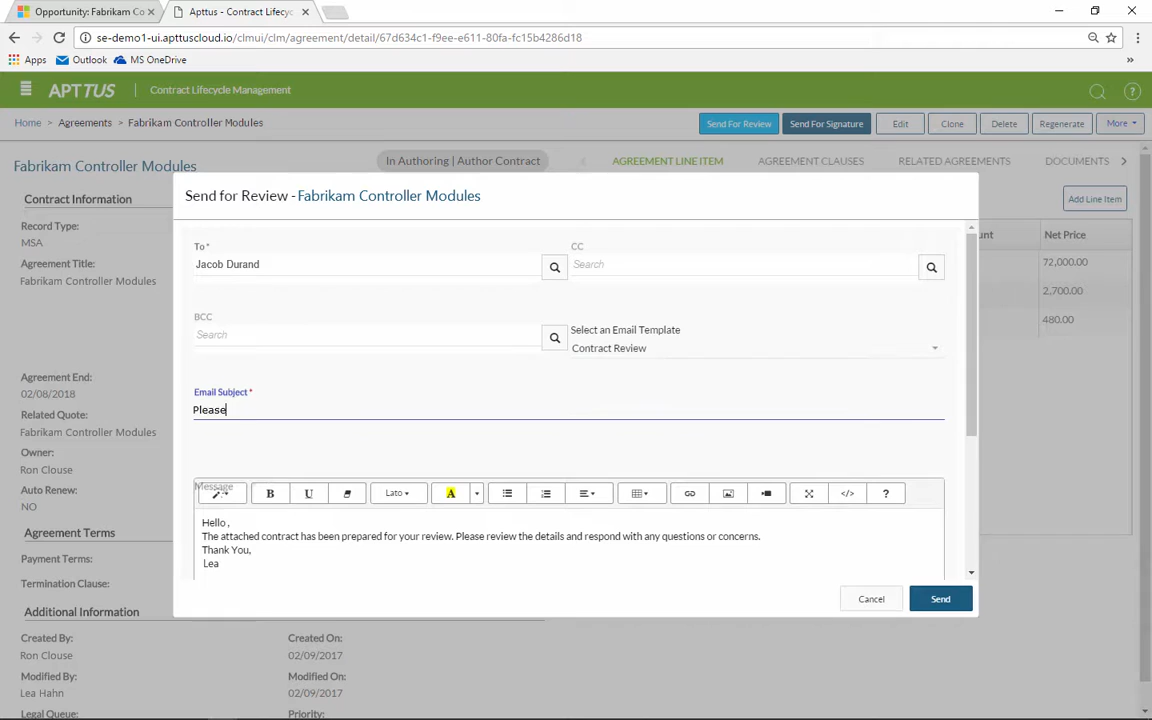 Opportunity: Fabrikam Co
Apttus - Contract Lifecyc
se-demo1-ui.apttuscloud.io/clmui/clm/agreement/detail/67d634c1-f9ee-e611-80fa-fc15b4286d18
Apps Outlook MS OneDrive
APTTUS Contract Lifecycle Management
Home › Agreements › Fabrikam Controller Modules
Send For Review Send For Signature Edit Clone Delete Regenerate More
Fabrikam Controller Modules
In Authoring | Author Contract
AGREEMENT LINE ITEM AGREEMENT CLAUSES RELATED AGREEMENTS DOCUMENTS
Contract Information
Add Line Item
Record Type:
MSA
Agreement Title:
Fabrikam Controller Modules
Agreement End:
02/08/2018
Related Quote:
Fabrikam Controller Modules
Owner:
Ron Clouse
Auto Renew:
NO
Agreement Terms
Payment Terms:
Termination Clause:
Additional Information
Created By:
Ron Clouse
Created On:
02/09/2017
Modified By:
Lea Hahn
Modified On:
02/09/2017
Legal Queue:
Priority:
unt Net Price
72,000.00
2,700.00
480.00
Send for Review - Fabrikam Controller Modules
To*
Jacob Durand
CC
Search
BCC
Search
Select an Email Template
Contract Review
Email Subject*
Please
Message
B U Lato A </> ?
Hello ,
The attached contract has been prepared for your review. Please review the details and respond with any questions or concerns.
Thank You,
Lea
Cancel Send